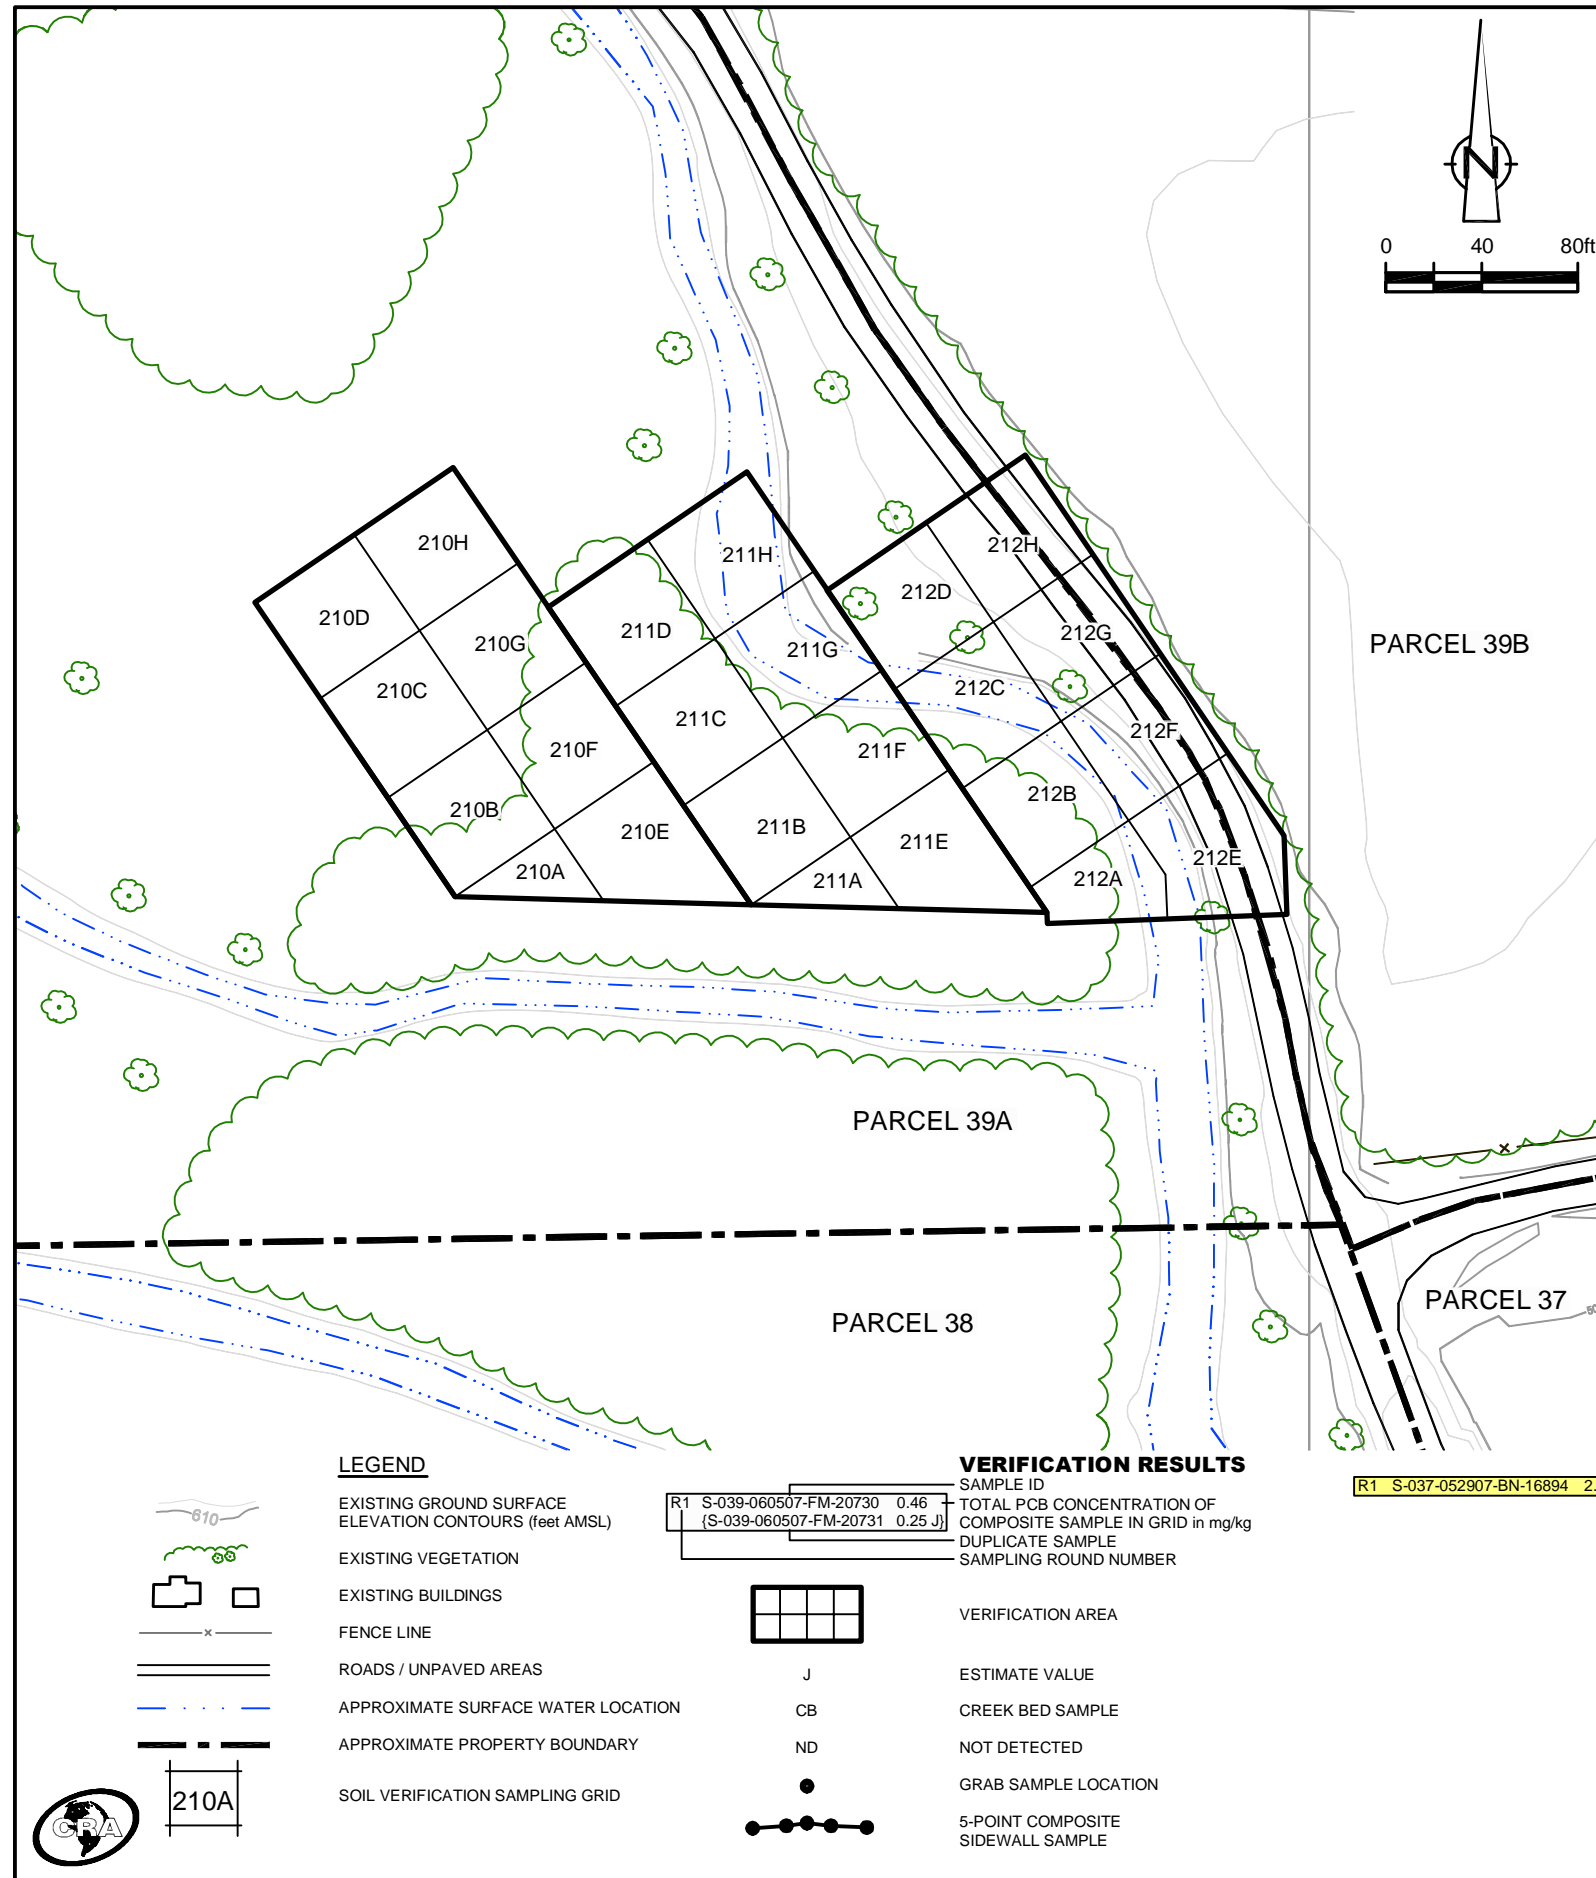 N
0 40 80ft
210H
211H
212H
210D
212D
211D
212G
210G
211G
PARCEL 39B
210C
212C
211C
212F
210F
211F
212B
210B
211B
210E
211E
212E
210A
211A
212A
PARCEL 39A
PARCEL 37
PARCEL 38
LEGEND
610
EXISTING GROUND SURFACE
ELEVATION CONTOURS (feet AMSL)
EXISTING VEGETATION
EXISTING BUILDINGS
x
FENCE LINE
ROADS / UNPAVED AREAS
APPROXIMATE SURFACE WATER LOCATION
APPROXIMATE PROPERTY BOUNDARY
210A
SOIL VERIFICATION SAMPLING GRID
CRA
VERIFICATION RESULTS
R1 S-039-060507-FM-20730 0.46
{S-039-060507-FM-20731 0.25 J}
SAMPLE ID
TOTAL PCB CONCENTRATION OF
COMPOSITE SAMPLE IN GRID in mg/kg
DUPLICATE SAMPLE
SAMPLING ROUND NUMBER
VERIFICATION AREA
J ESTIMATE VALUE
CB CREEK BED SAMPLE
ND NOT DETECTED
GRAB SAMPLE LOCATION
5-POINT COMPOSITE
SIDEWALL SAMPLE
R1 S-037-052907-BN-16894 2.